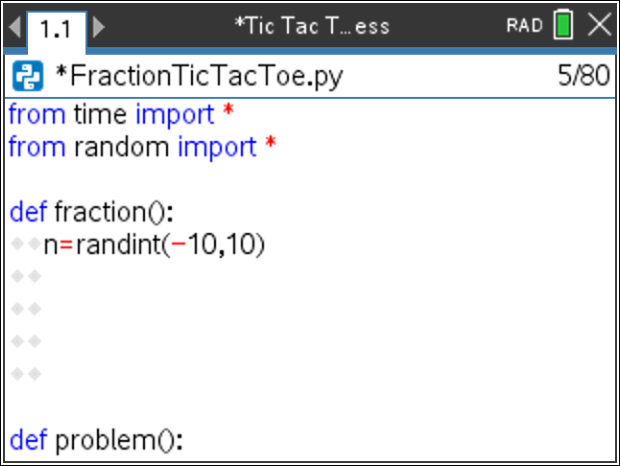 1.1 *Tic Tac T…ess RAD
*FractionTicTacToe.py 5/80
from time import *
from random import *
def fraction():
n=randint(−10,10)
def problem():